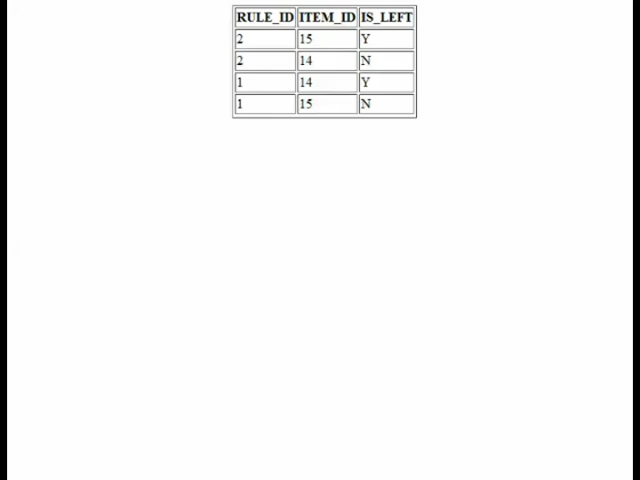 RULE_ID ITEM_ID IS_LEFT
2 15 Y
2 14 N
1 14 Y
1 15 N